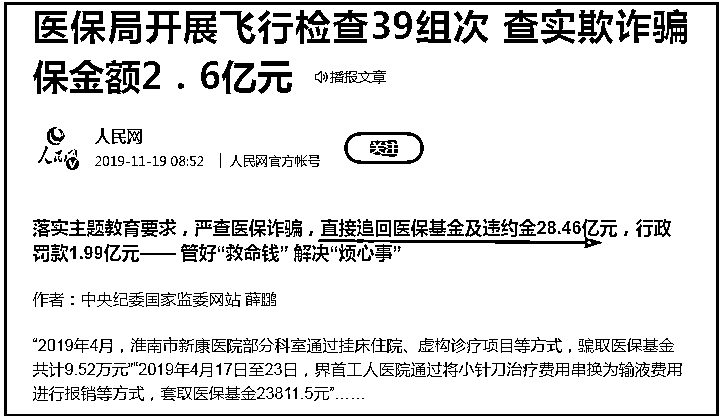 医保局开展飞行检查39组次 查实欺诈骗
保金额2．6亿元 播报文章
人民网
人民网
2019-11-19 08:52 ｜人民网官方帐号
关注
落实主题教育要求，严查医保诈骗，直接追回医保基金及违约金28.46亿元，行政
罚款1.99亿元—— 管好“救命钱” 解决“烦心事”
作者：中央纪委国家监委网站 薛鹏
“2019年4月，淮南市新康医院部分科室通过挂床住院、虚构诊疗项目等方式，骗取医保基金
共计9.52万元”“2019年4月17日至23日，界首工人医院通过将小针刀治疗费用串换为输液费用
进行报销等方式，套取医保基金23811.5元”……